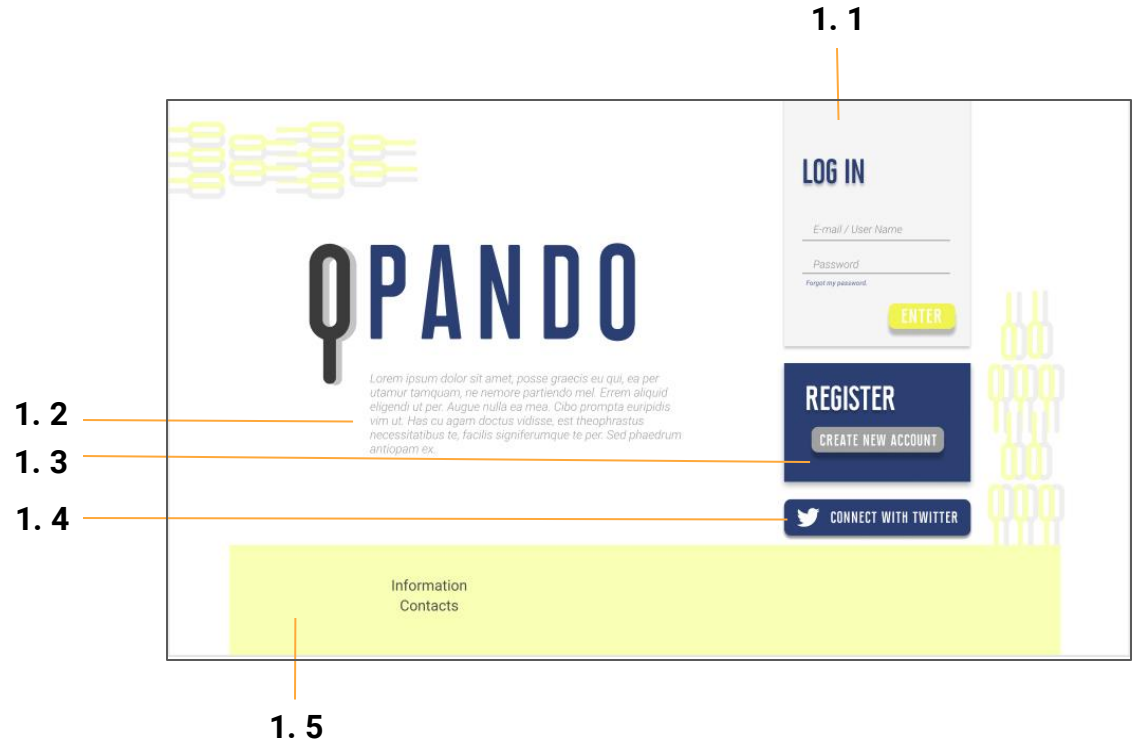 1. 1
LOG IN
E-mail / User Name
Password
Forgot my password.
ENTER
OPANDO
Lorem ipsum dolor sit amet, posse graecis eu qui, ea per
utamur tamquam, ne nemore partiendo mel. Errem aliquid
eligendi ut per. Augue nulla ea mea. Cibo prompta euripidis
vim ut. Has cu agam doctus vidisse, est theophrastus
necessitatibus te, facilis signiferumque te per. Sed phaedrum
antiopam ex.
REGISTER
CREATE NEW ACCOUNT
1. 2
1. 3
1. 4
CONNECT WITH TWITTER
Information
Contacts
1. 5